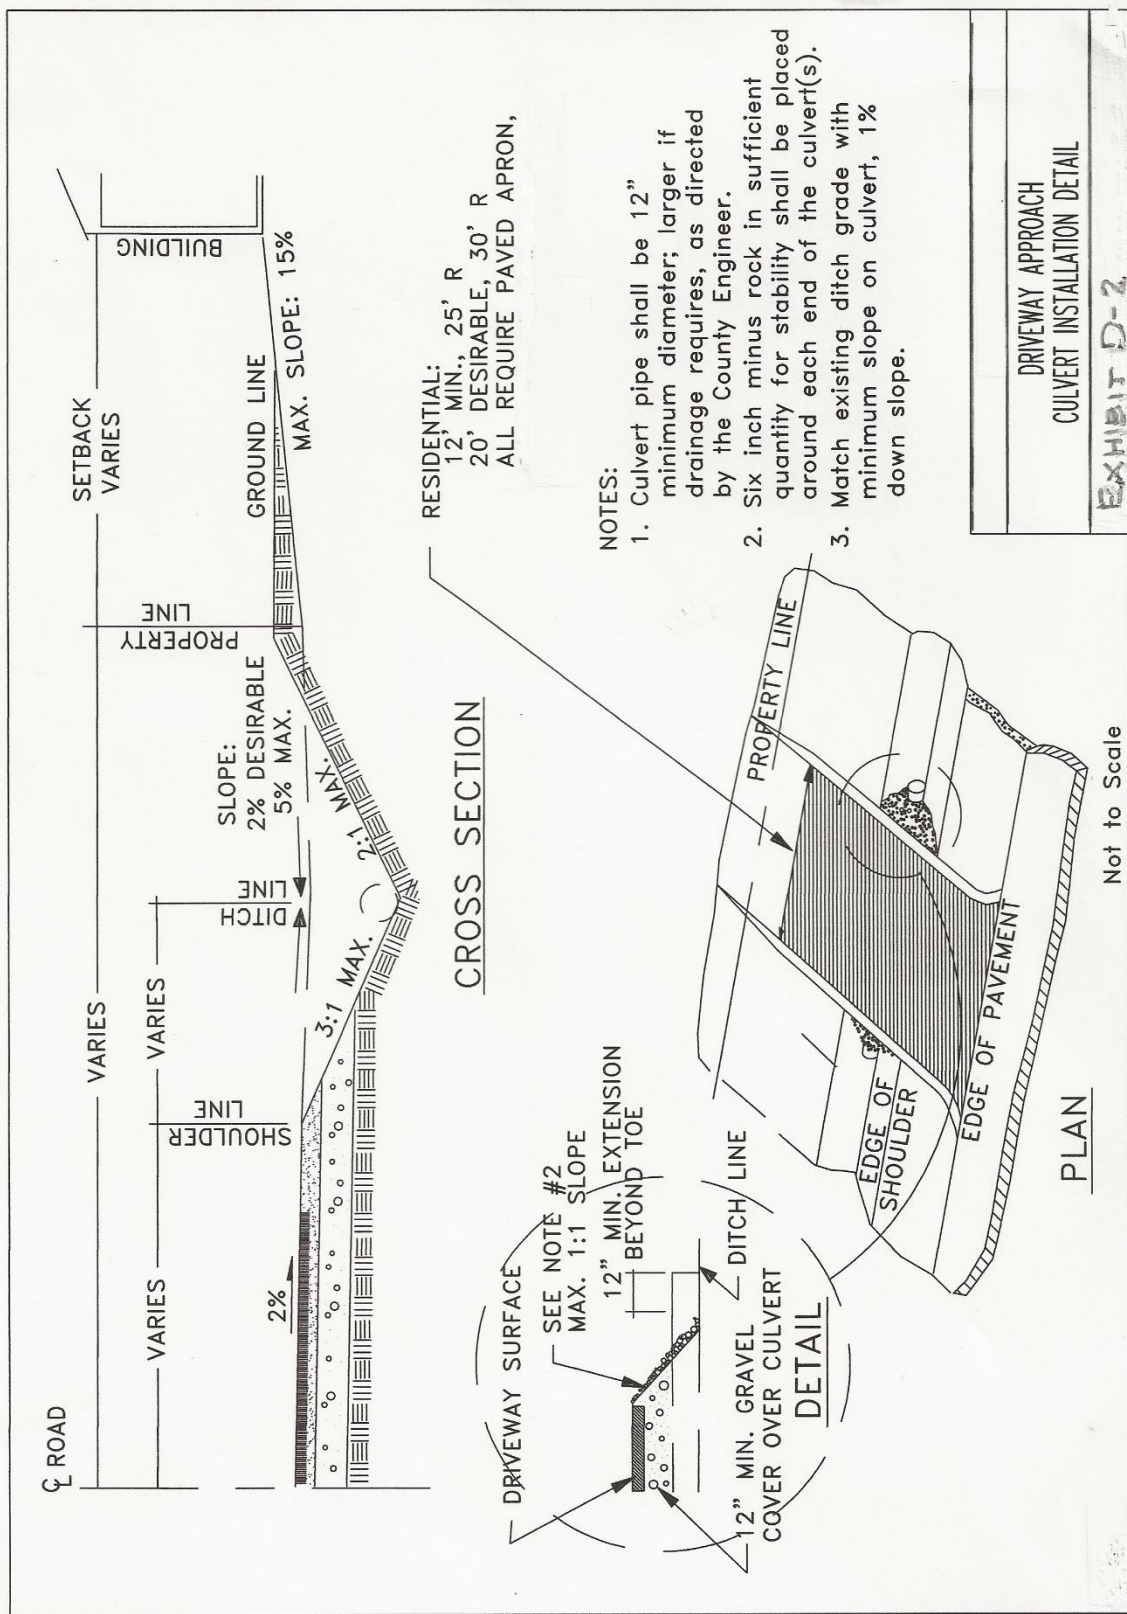 ℄ ROAD
VARIES
SETBACK
VARIES
VARIES
VARIES
SHOULDER
LINE
DITCH
LINE
PROPERTY
LINE
BUILDING
SLOPE:
2% DESIRABLE
5% MAX.
GROUND LINE
MAX. SLOPE: 15%
2%
3:1 MAX.
2:1 MAX.
CROSS SECTION
RESIDENTIAL:
12' MIN., 25' R
20' DESIRABLE, 30' R
ALL REQUIRE PAVED APRON,
DRIVEWAY SURFACE
SEE NOTE #2
MAX. 1:1 SLOPE
12" MIN. EXTENSION
BEYOND TOE
DITCH LINE
12" MIN. GRAVEL
COVER OVER CULVERT
DETAIL
PROPERTY LINE
EDGE OF
SHOULDER
EDGE OF PAVEMENT
PLAN
Not to Scale
NOTES:
1. Culvert pipe shall be 12"
minimum diameter; larger if
drainage requires, as directed
by the County Engineer.
2. Six inch minus rock in sufficient
quantity for stability shall be placed
around each end of the culvert(s).
3. Match existing ditch grade with
minimum slope on culvert, 1%
down slope.
DRIVEWAY APPROACH
CULVERT INSTALLATION DETAIL
EXHIBIT D-2